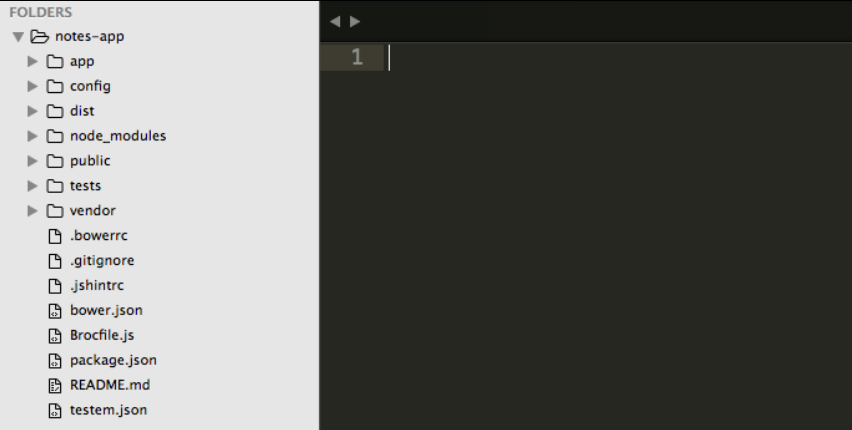 FOLDERS
notes-app
app
config
dist
node_modules
public
tests
vendor
.bowerrc
.gitignore
.jshintrc
bower.json
Brocfile.js
package.json
README.md
testem.json
1